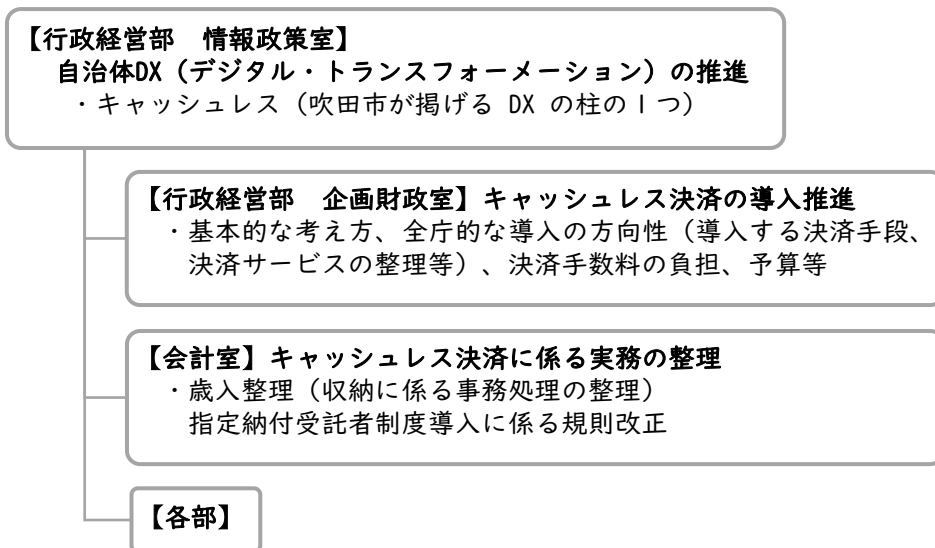 【行政経営部　情報政策室】
自治体DX（デジタル・トランスフォーメーション）の推進
・キャッシュレス（吹田市が掲げる DX の柱の1つ）
【行政経営部　企画財政室】キャッシュレス決済の導入推進
・基本的な考え方、全庁的な導入の方向性（導入する決済手段、
決済サービスの整理等）、決済手数料の負担、予算等
【会計室】キャッシュレス決済に係る実務の整理
・歳入整理（収納に係る事務処理の整理）
指定納付受託者制度導入に係る規則改正
【各部】